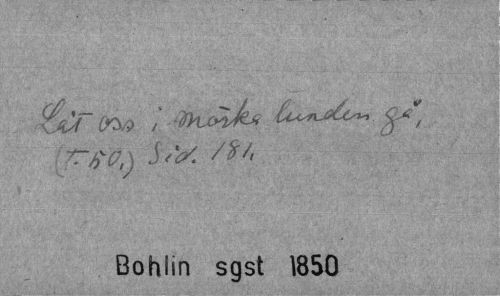 Låt oss i mörka lunden gå,
(T. 50.) Sid. 181.
Bohlin sgst 1850